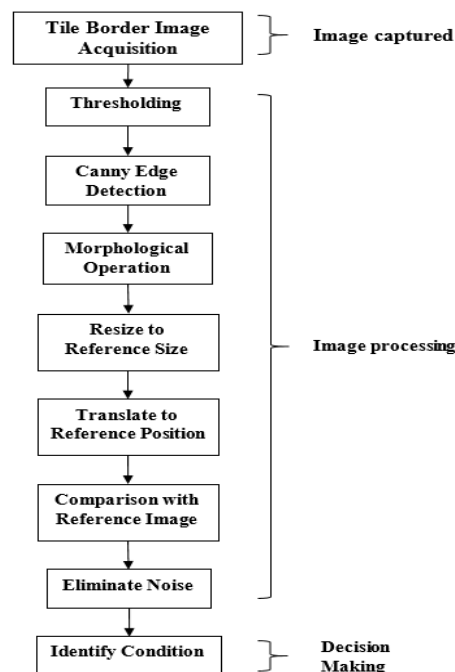 Tile Border Image
Acquisition
Image captured
Thresholding
Canny Edge
Detection
Morphological
Operation
Resize to
Reference Size
Image processing
Translate to
Reference Position
Comparison with
Reference Image
Eliminate Noise
Identify Condition
Decision
Making